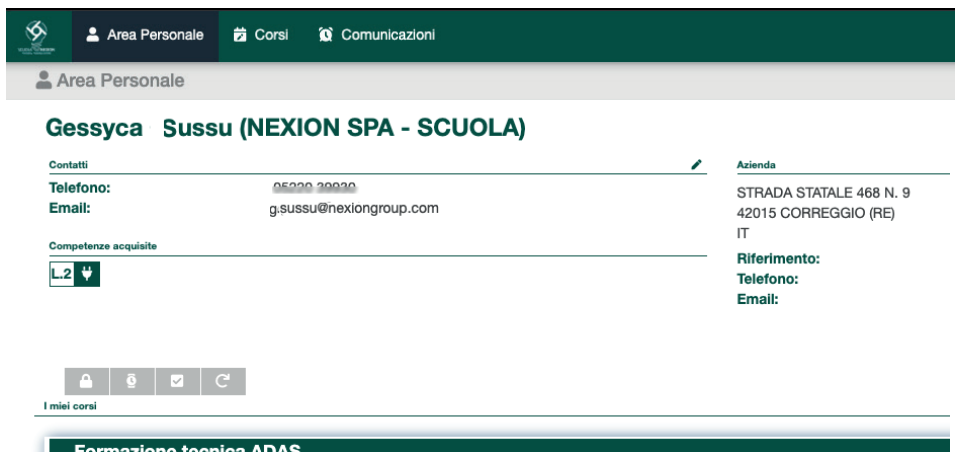 Area Personale
Corsi
Comunicazioni
Area Personale
Gessyca Sussu (NEXION SPA - SCUOLA)
Contatti
Telefono:
Email: g.sussu@nexiongroup.com
Competenze acquisite
L.2
Azienda
STRADA STATALE 468 N. 9
42015 CORREGGIO (RE)
IT
Riferimento:
Telefono:
Email:
I miei corsi
Formazione tecnica ADAS